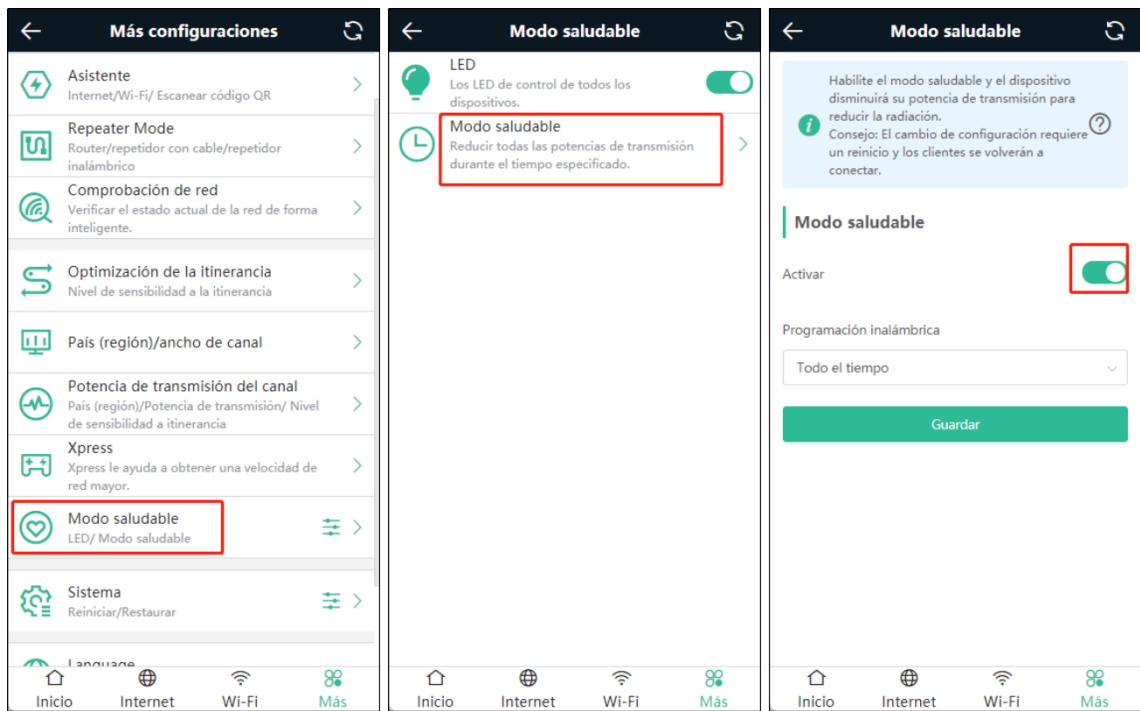 Más configuraciones
Asistente
Internet/Wi-Fi/ Escanear código QR
Repeater Mode
Router/repetidor con cable/repetidor
inalámbrico
Comprobación de red
Verificar el estado actual de la red de forma
inteligente.
Optimización de la itinerancia
Nivel de sensibilidad a la itinerancia
País (región)/ancho de canal
Potencia de transmisión del canal
País (región)/Potencia de transmisión/ Nivel
de sensibilidad a itinerancia
Xpress
Xpress le ayuda a obtener una velocidad de
red mayor.
Modo saludable
LED/ Modo saludable
Sistema
Reiniciar/Restaurar
Language
Inicio
Internet
Wi-Fi
Más
Modo saludable
LED
Los LED de control de todos los
dispositivos.
Modo saludable
Reducir todas las potencias de transmisión
durante el tiempo especificado.
Inicio
Internet
Wi-Fi
Más
Modo saludable
Habilite el modo saludable y el dispositivo
disminuirá su potencia de transmisión para
reducir la radiación.
Consejo: El cambio de configuración requiere
un reinicio y los clientes se volverán a
conectar.
Modo saludable
Activar
Programación inalámbrica
Todo el tiempo
Guardar
Inicio
Internet
Wi-Fi
Más